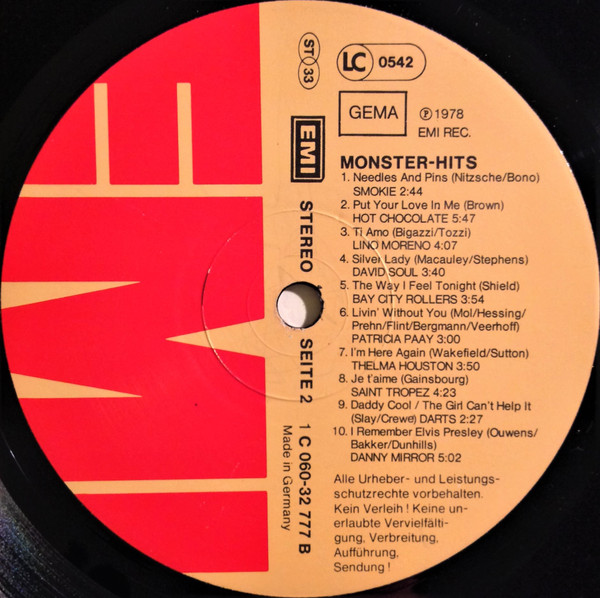 EMI
ST 33
LC 0542
GEMA
℗ 1978
EMI REC.
EMI
STEREO
SEITE 2
1 C 060-32 777 B
Made in Germany
MONSTER-HITS
1. Needles And Pins (Nitzsche/Bono)
SMOKIE 2:44
2. Put Your Love In Me (Brown)
HOT CHOCOLATE 5:47
3. Ti Amo (Bigazzi/Tozzi)
LINO MORENO 4:07
4. Silver Lady (Macauley/Stephens)
DAVID SOUL 3:40
5. The Way I Feel Tonight (Shield)
BAY CITY ROLLERS 3:54
6. Livin' Without You (Mol/Hessing/
Prehn/Flint/Bergmann/Veerhoff)
PATRICIA PAAY 3:00
7. I'm Here Again (Wakefield/Sutton)
THELMA HOUSTON 3:50
8. Je t'aime (Gainsbourg)
SAINT TROPEZ 4:23
9. Daddy Cool / The Girl Can't Help It
(Slay/Crewe) DARTS 2:27
10. I Remember Elvis Presley (Ouwens/
Bakker/Dunhills)
DANNY MIRROR 5:02
Alle Urheber- und Leistungs-
schutzrechte vorbehalten.
Kein Verleih! Keine un-
erlaubte Vervielfälti-
gung, Verbreitung,
Aufführung,
Sendung!